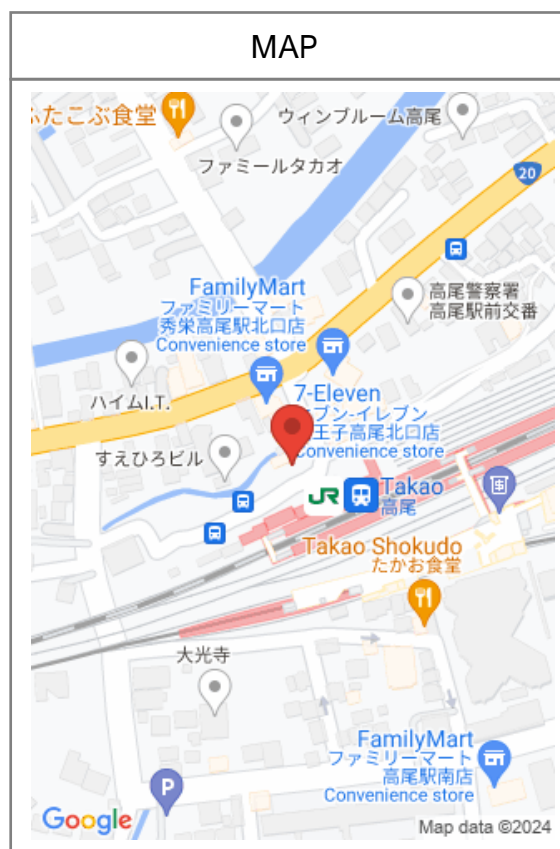 MAP
ふたこぶ食堂
ウィンブルーム高尾
ファミールタカオ
20
FamilyMart
ファミリーマート
秀栄高尾駅北口店
Convenience store
高尾警察署
高尾駅前交番
ハイムI.T.
7-Eleven
ブン-イレブン
王子高尾北口店
Convenience store
すえひろビル
JR
Takao
高尾
Takao Shokudo
たかお食堂
大光寺
FamilyMart
ファミリーマート
高尾駅南店
Convenience store
P
Google
Map data ©2024